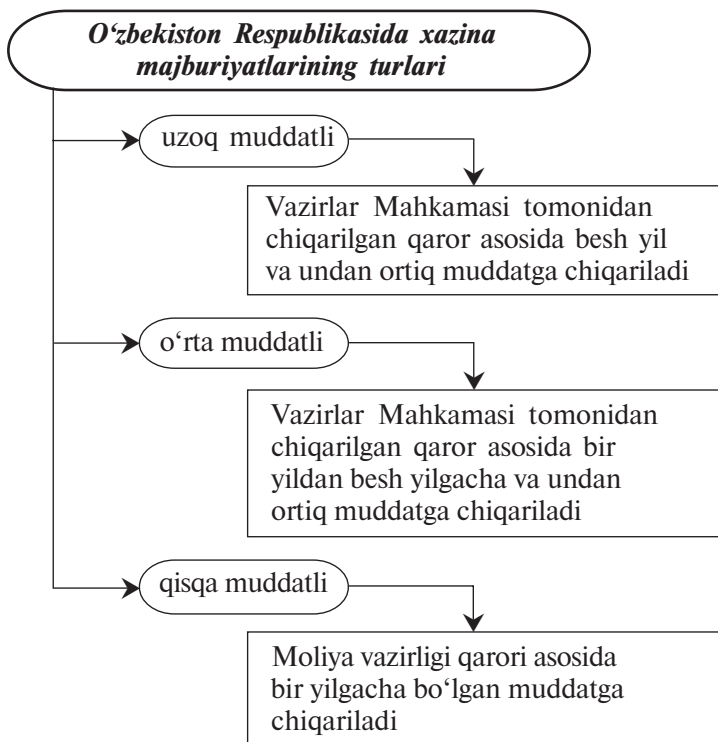 O‘zbekiston Respublikasida xazina
majburiyatlarining turlari
uzoq muddatli
Vazirlar Mahkamasi tomonidan
chiqarilgan qaror asosida besh yil
va undan ortiq muddatga chiqariladi
o‘rta muddatli
Vazirlar Mahkamasi tomonidan
chiqarilgan qaror asosida bir
yildan besh yilgacha va undan
ortiq muddatga chiqariladi
qisqa muddatli
Moliya vazirligi qarori asosida
bir yilgacha bo‘lgan muddatga
chiqariladi